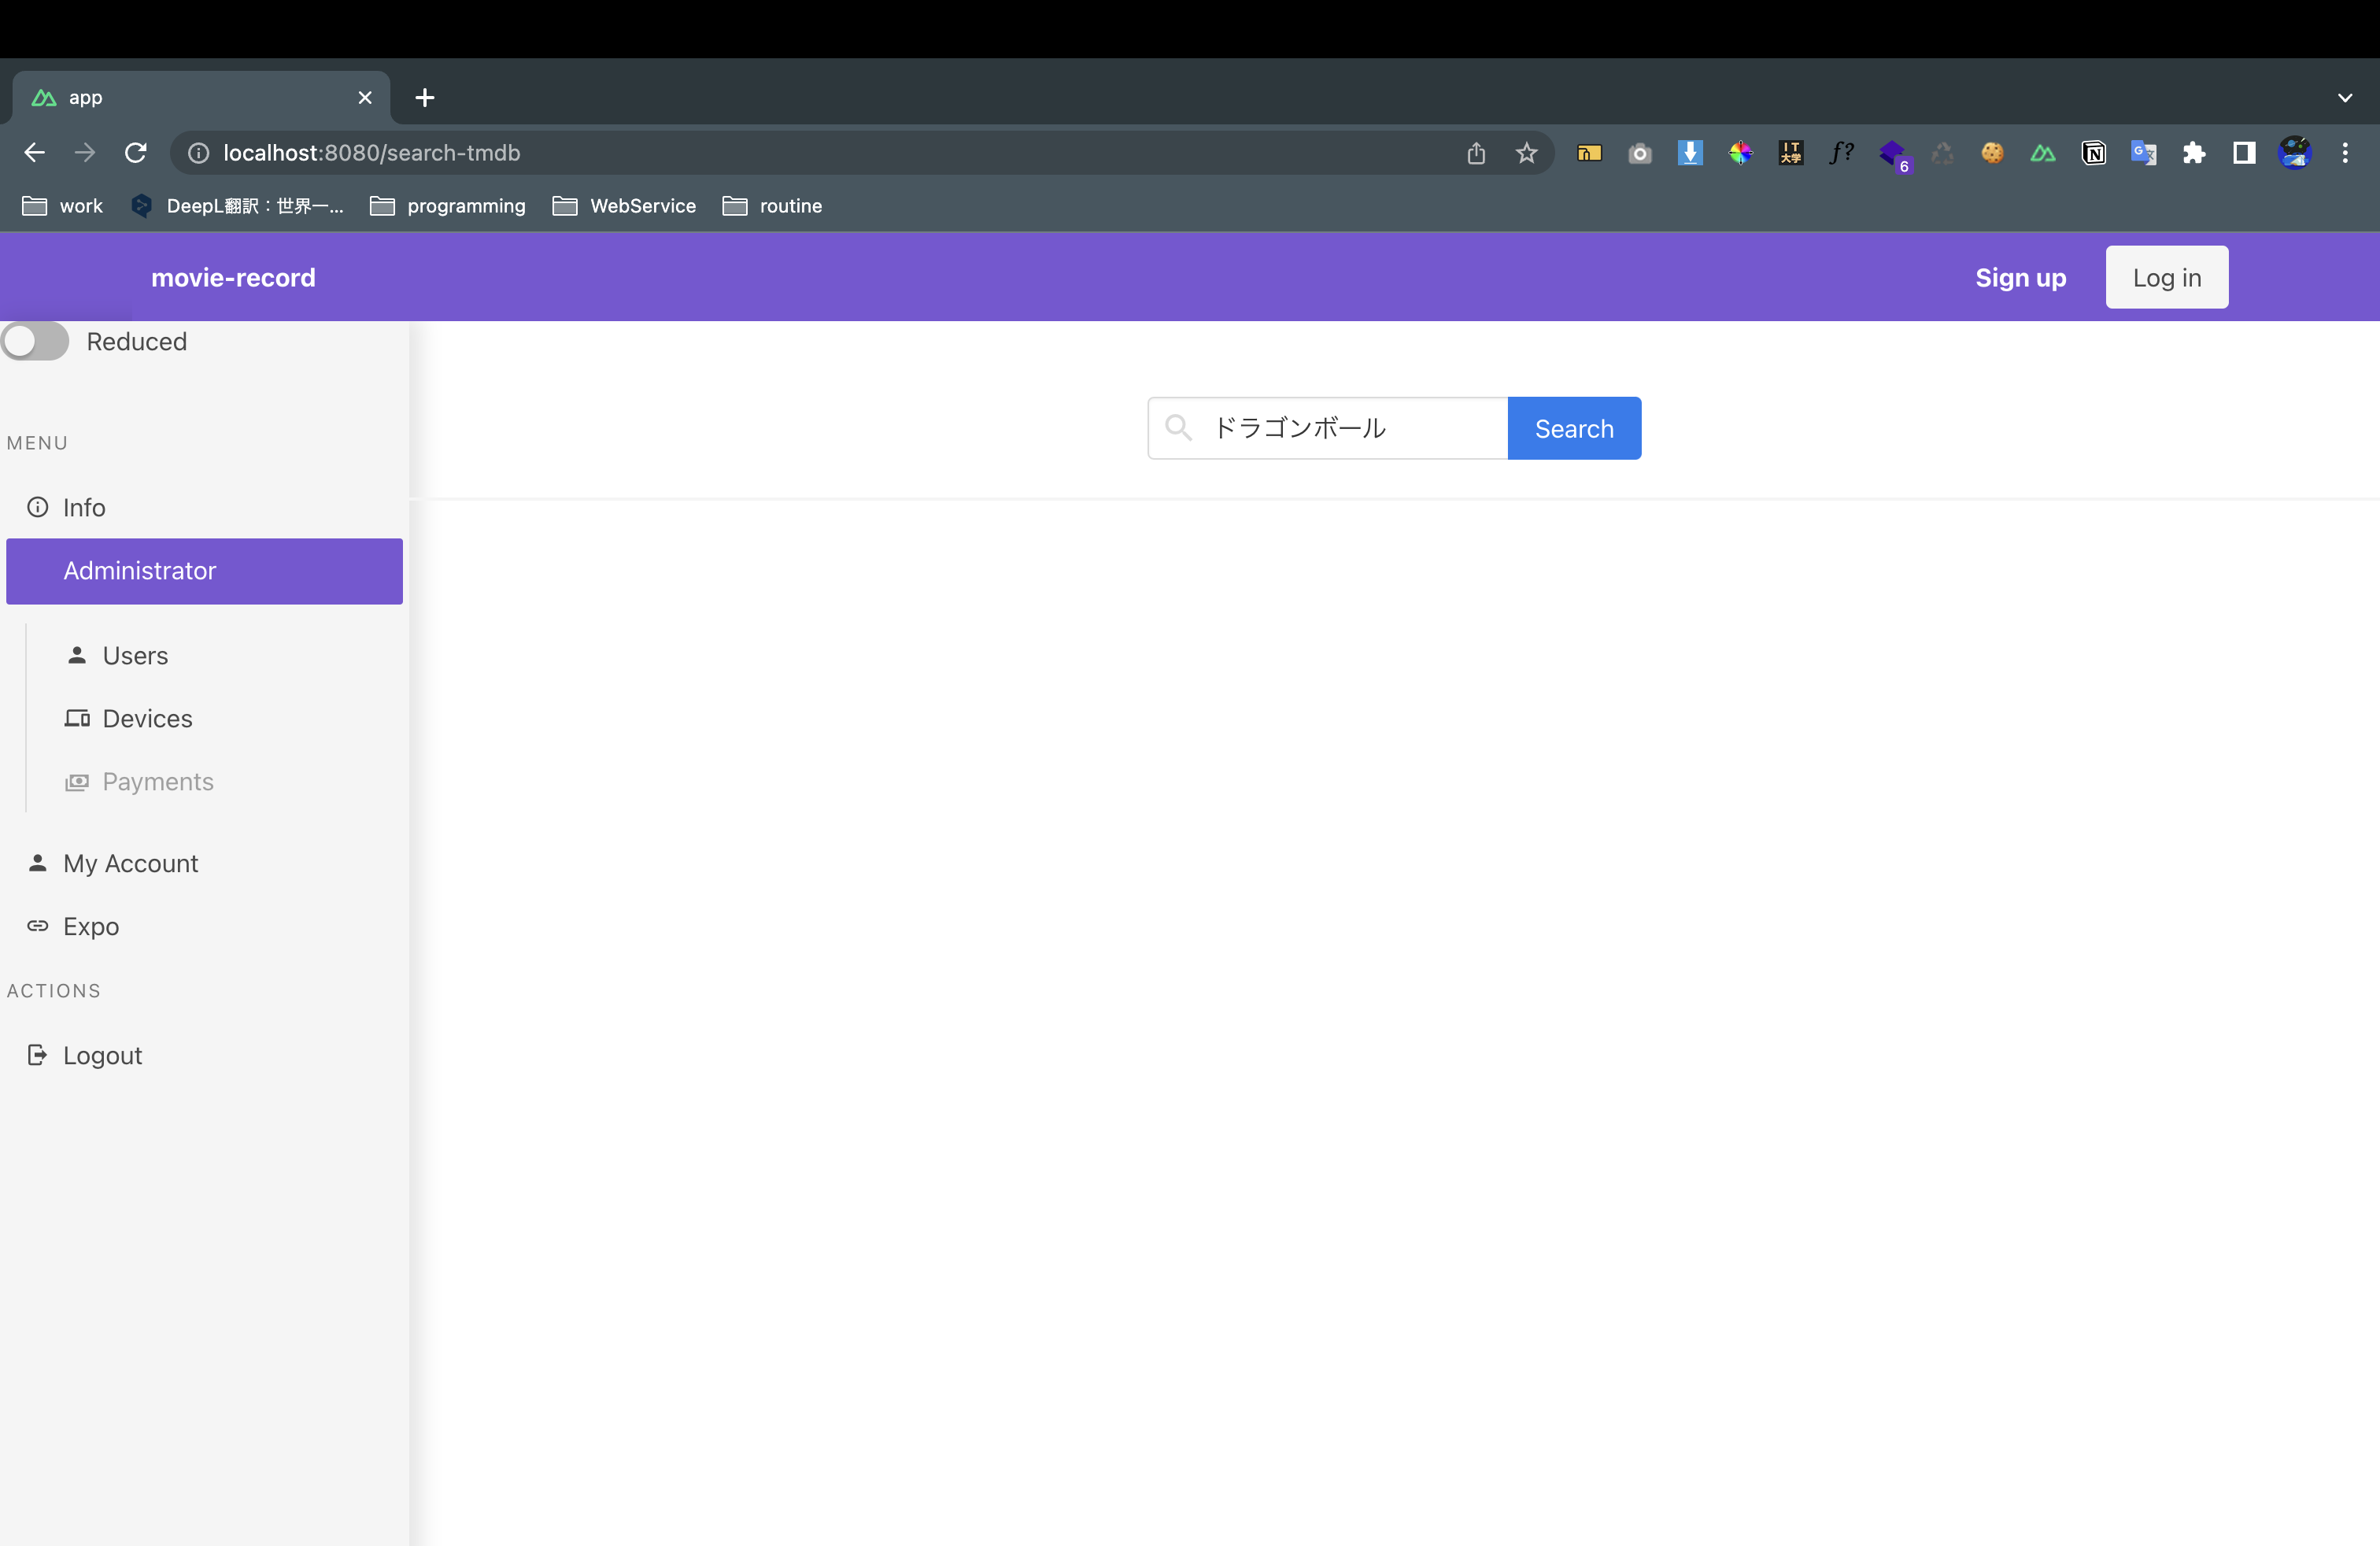 app
localhost:8080/search-tmdb
6
work
DeepL翻訳：世界一...
programming
WebService
routine
movie-record
Sign up
Log in
Reduced
ドラゴンボール
Search
MENU
Info
Administrator
Users
Devices
Payments
My Account
Expo
ACTIONS
Logout